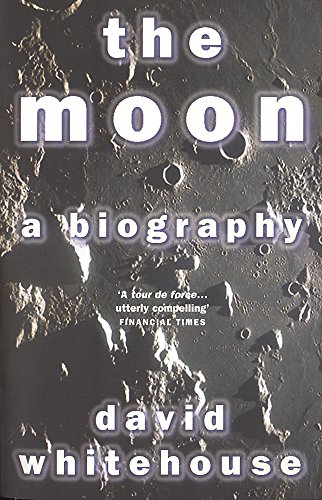 the
moon
a biography
'A tour de force...
utterly compelling'
FINANCIAL TIMES
david
whitehouse